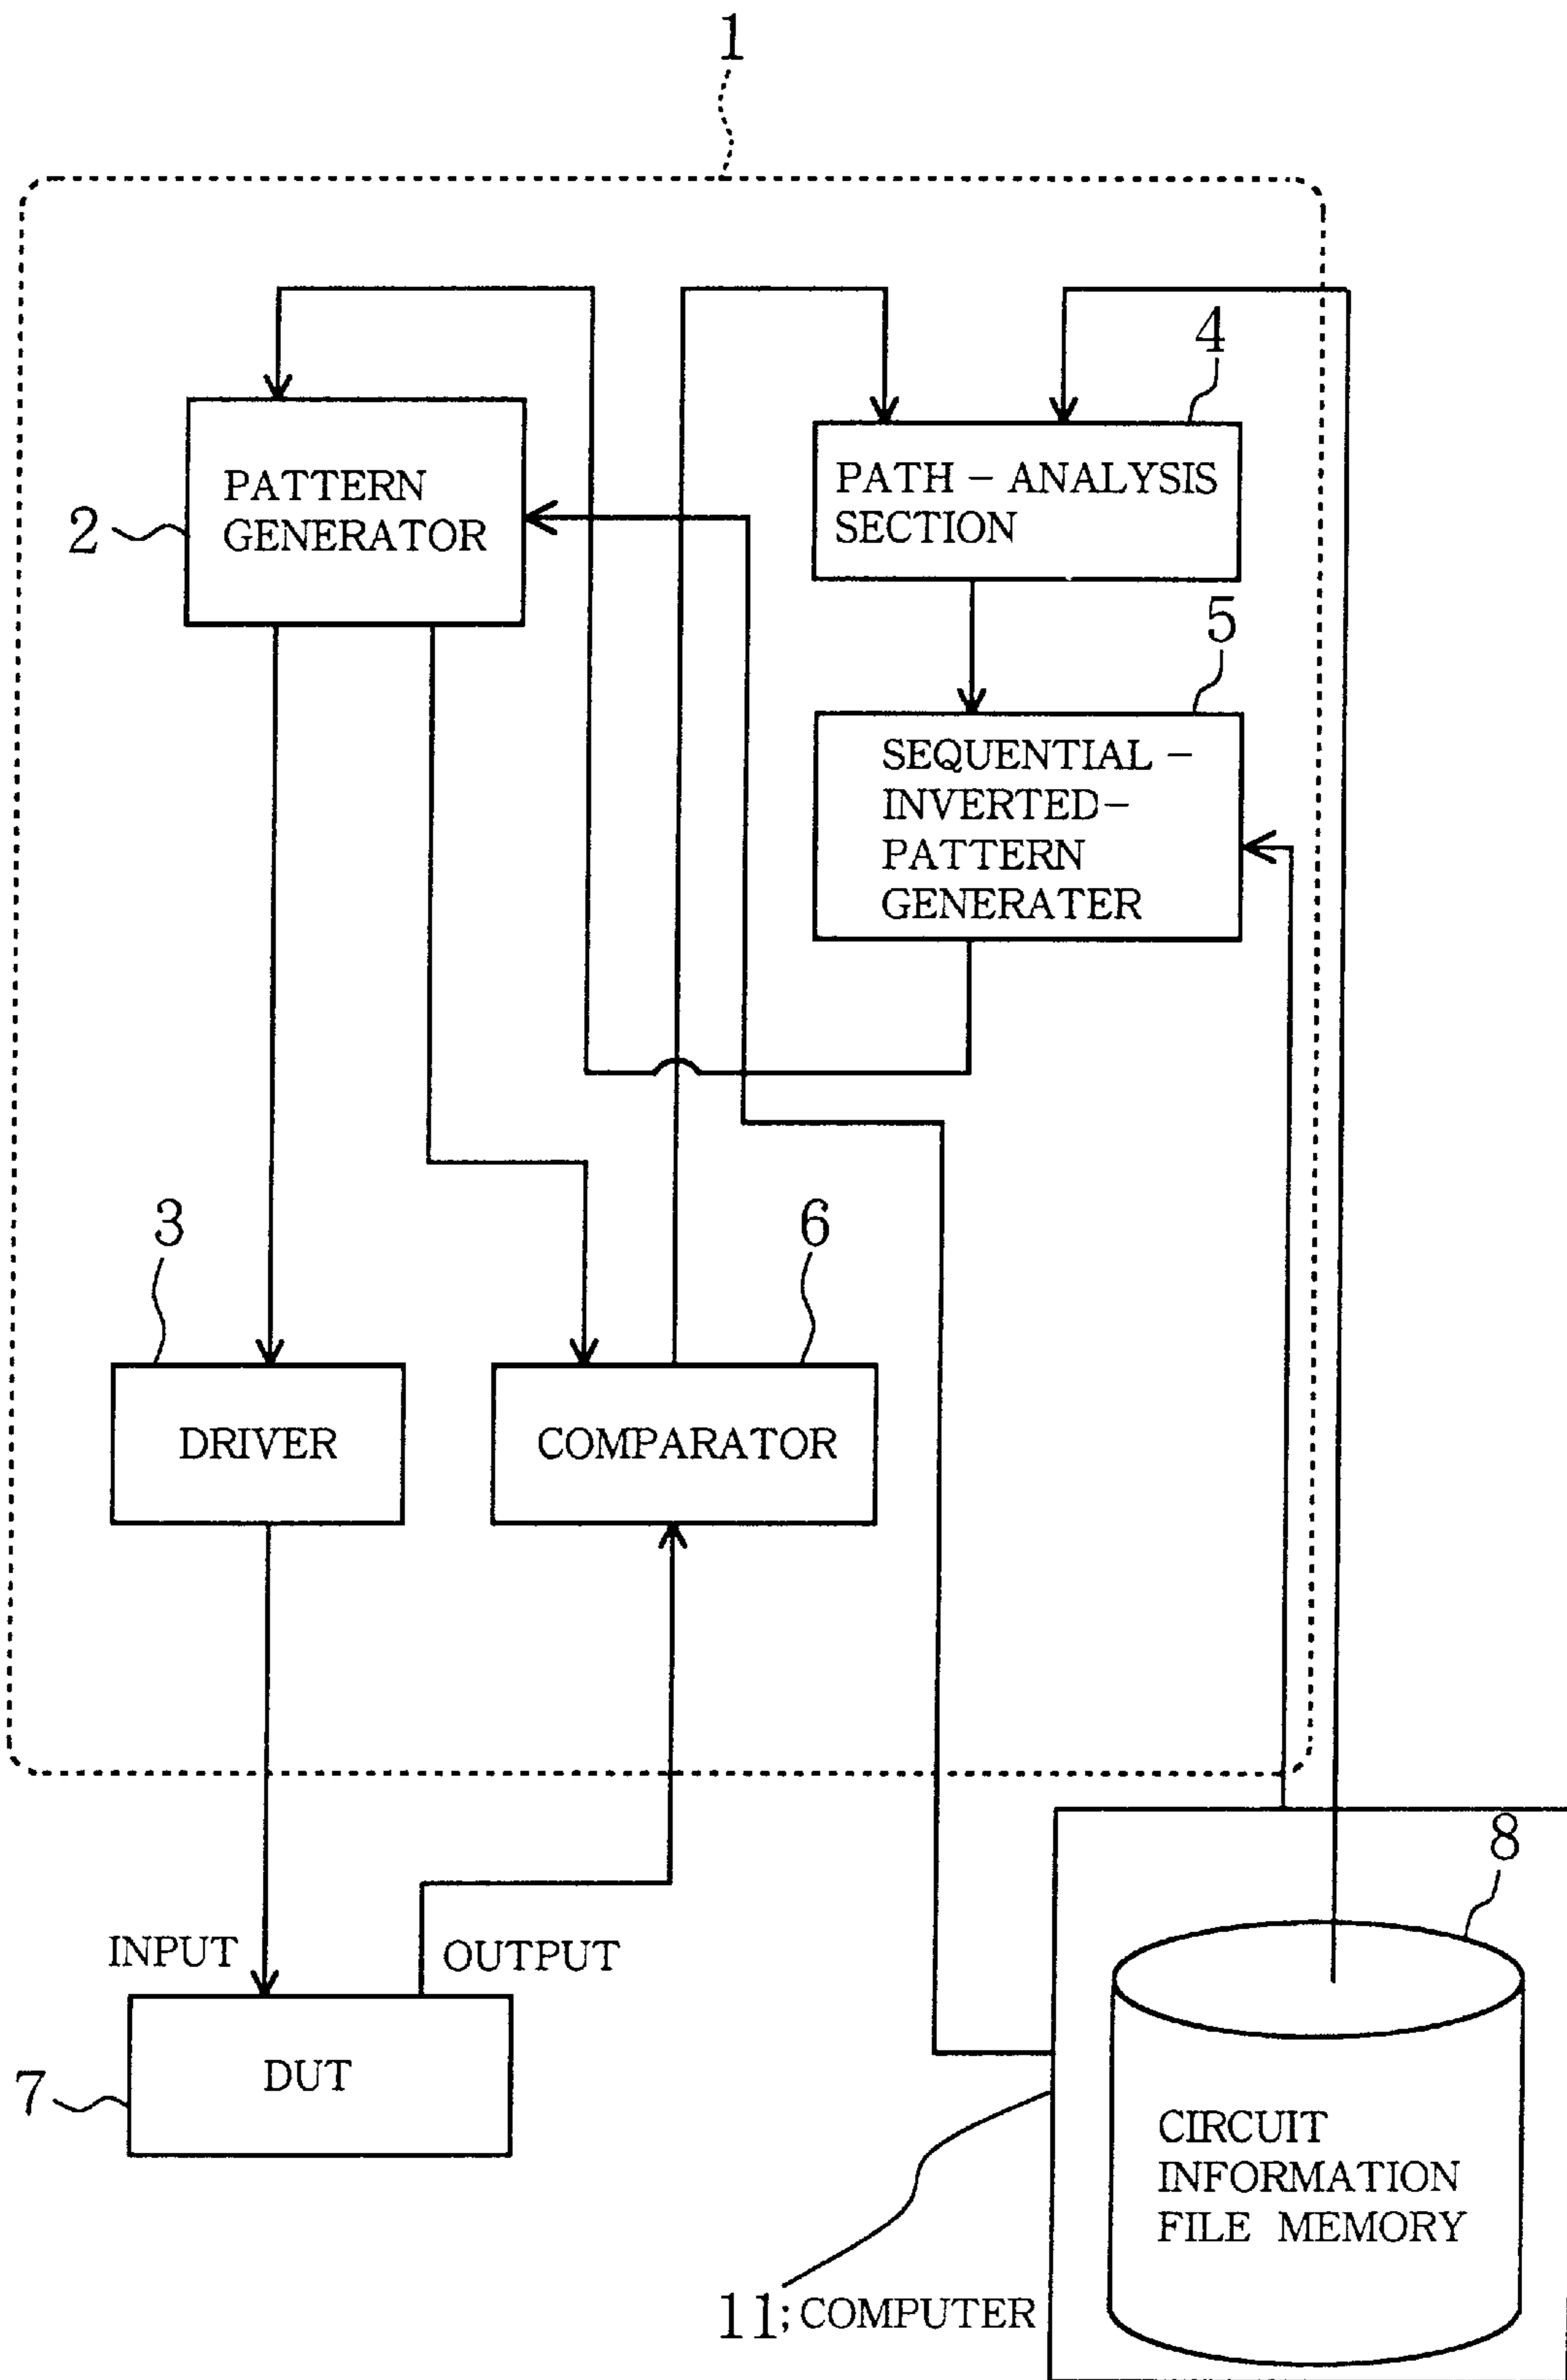 1
4
PATTERN
GENERATOR
2
PATH - ANALYSIS
SECTION
5
SEQUENTIAL -
INVERTED-
PATTERN
GENERATER
3
6
DRIVER
COMPARATOR
8
INPUT
OUTPUT
DUT
7
CIRCUIT
INFORMATION
FILE MEMORY
11; COMPUTER